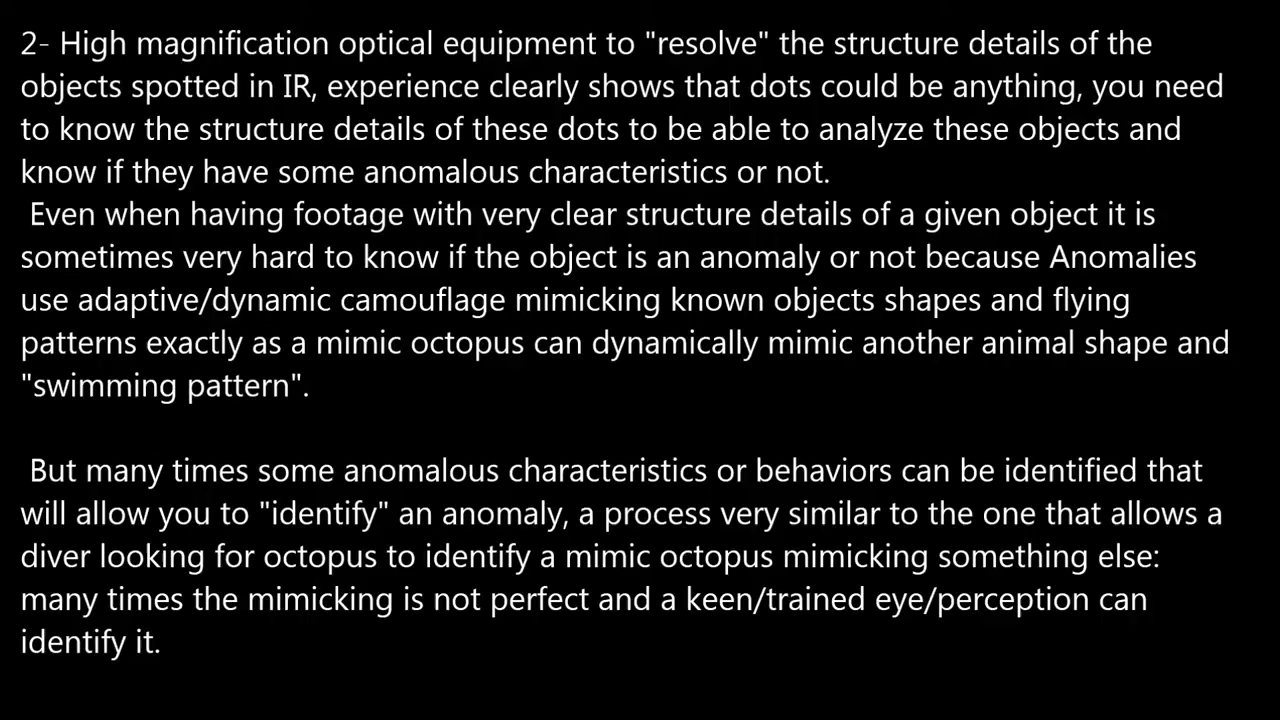 2- High magnification optical equipment to "resolve" the structure details of the
objects spotted in IR, experience clearly shows that dots could be anything, you need
to know the structure details of these dots to be able to analyze these objects and
know if they have some anomalous characteristics or not.
Even when having footage with very clear structure details of a given object it is
sometimes very hard to know if the object is an anomaly or not because Anomalies
use adaptive/dynamic camouflage mimicking known objects shapes and flying
patterns exactly as a mimic octopus can dynamically mimic another animal shape and
"swimming pattern".
But many times some anomalous characteristics or behaviors can be identified that
will allow you to "identify" an anomaly, a process very similar to the one that allows a
diver looking for octopus to identify a mimic octopus mimicking something else:
many times the mimicking is not perfect and a keen/trained eye/perception can
identify it.